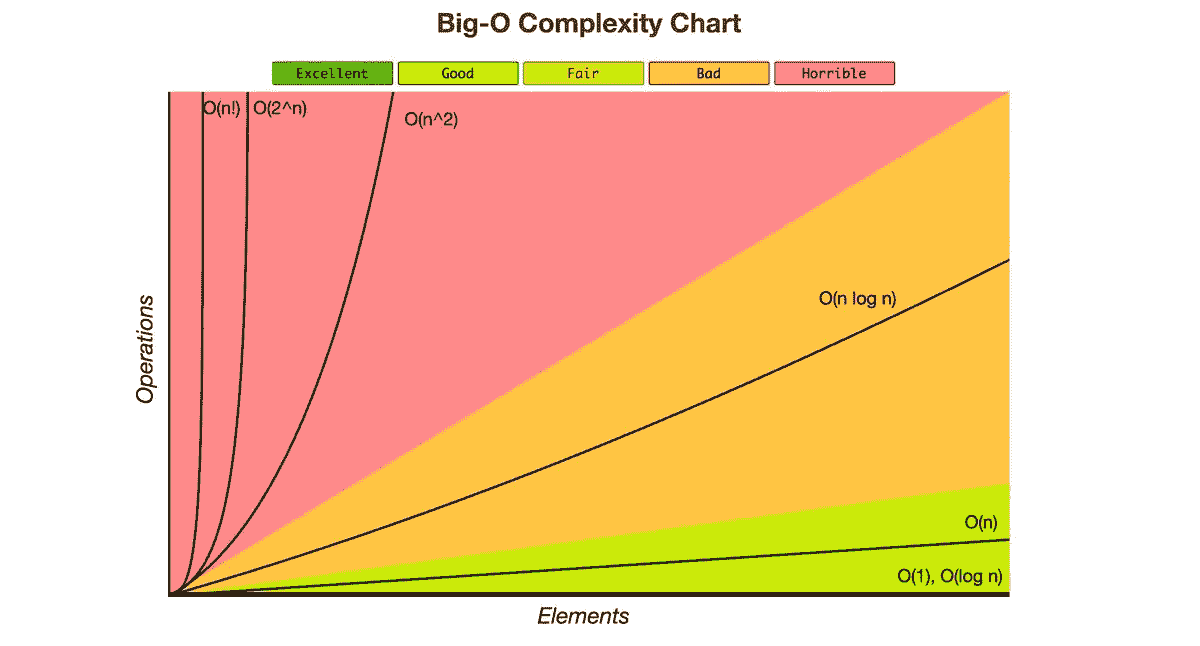 Big-O Complexity Chart
Excellent Good Fair Bad Horrible
O(n!) O(2^n)
O(n^2)
O(n log n)
O(n)
O(1), O(log n)
Operations
Elements